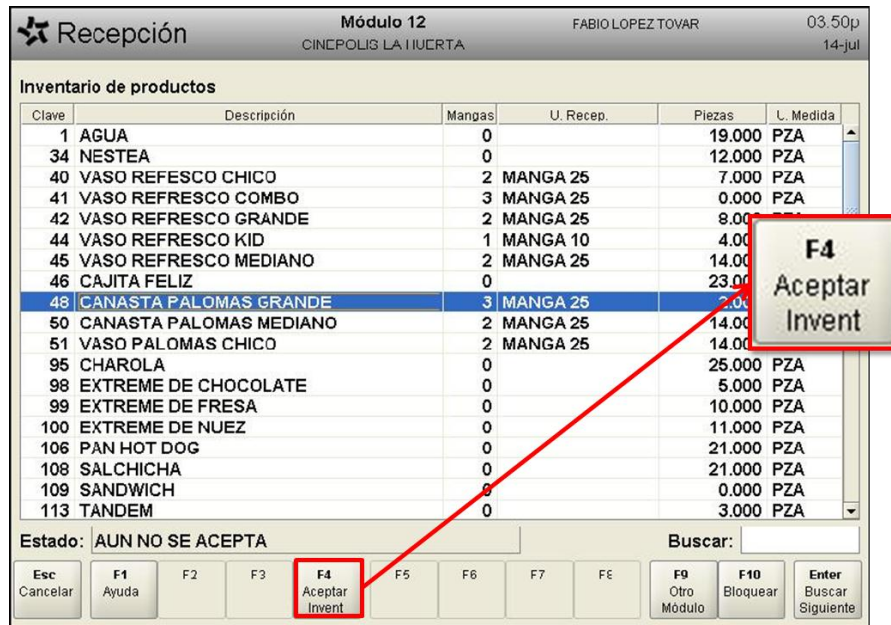 Recepción
Módulo 12
CINEPOLIS LA HUERTA
FABIO LOPEZ TOVAR
03.50p
14-jul
Inventario de productos
Clave Descripción Mangas U. Recep. Piezas U. Medida
1 AGUA 0 19.000 PZA
34 NESTEA 0 12.000 PZA
40 VASO REFESCO CHICO 2 MANGA 25 7.000 PZA
41 VASO REFRESCO COMBO 3 MANGA 25 0.000 PZA
42 VASO REFRESCO GRANDE 2 MANGA 25
44 VASO REFRESCO KID 1 MANGA 10
45 VASO REFRESCO MEDIANO 2 MANGA 25
46 CAJITA FELIZ 0
48 CANASTA PALOMAS GRANDE 3 MANGA 25
50 CANASTA PALOMAS MEDIANO 2 MANGA 25
51 VASO PALOMAS CHICO 2 MANGA 25
95 CHAROLA 0 25.000 PZA
98 EXTREME DE CHOCOLATE 0 5.000 PZA
99 EXTREME DE FRESA 0 10.000 PZA
100 EXTREME DE NUEZ 0 11.000 PZA
106 PAN HOT DOG 0 21.000 PZA
108 SALCHICHA 0 21.000 PZA
109 SANDWICH 0 0.000 PZA
113 TANDEM 0 3.000 PZA
F4
Aceptar
Invent
Estado: AUN NO SE ACEPTA Buscar:
Esc F1 F2 F3 F4 F5 F6 F7 F8 F9 F10 Enter
Cancelar Ayuda Aceptar Otro Bloquear Buscar
Invent Módulo Siguiente